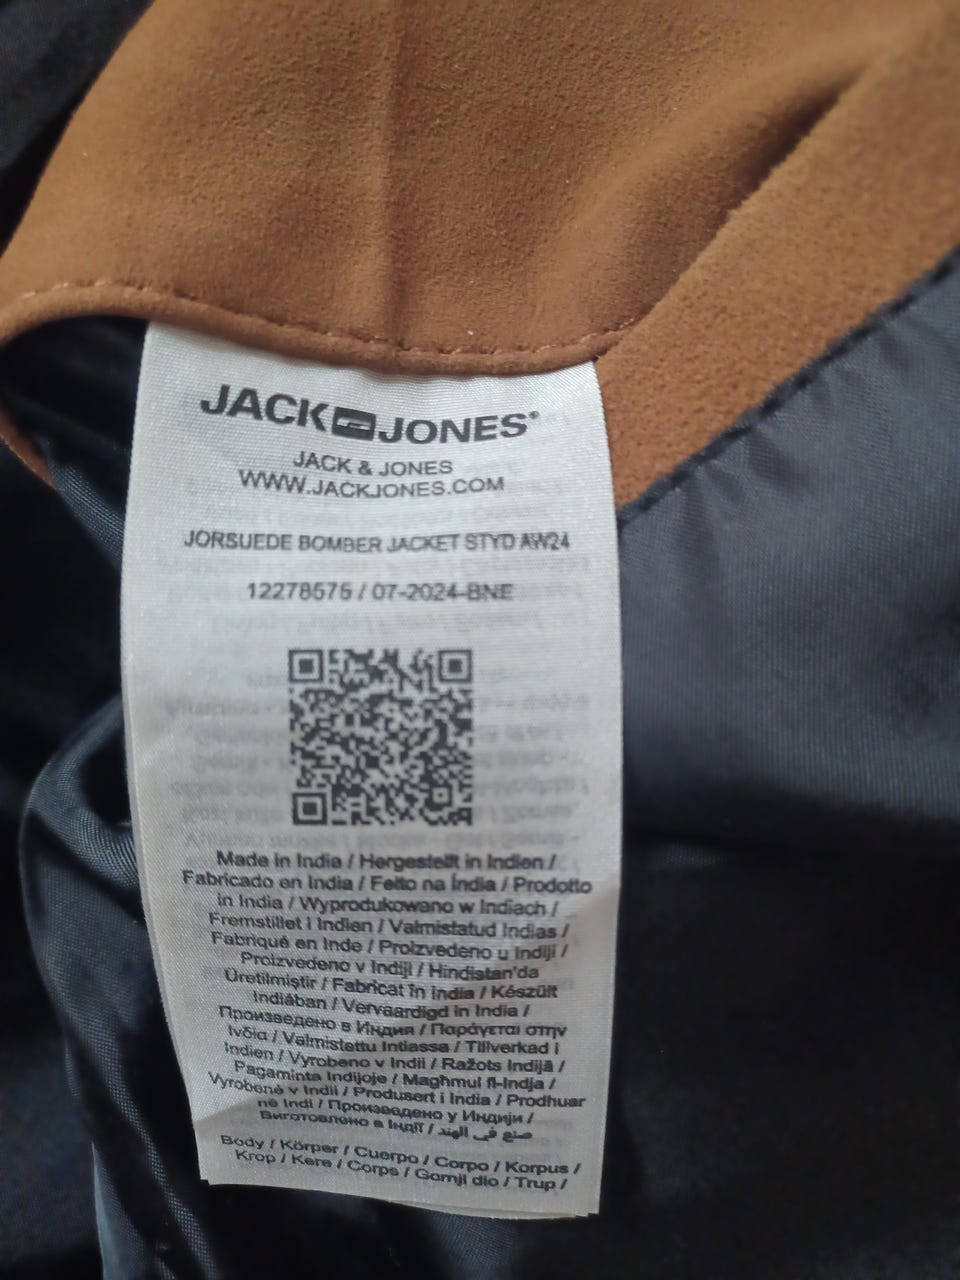 JACK JONES®
JACK & JONES
WWW.JACKJONES.COM
JORSUEDE BOMBER JACKET STYD AW24
12278575 / 07-2024-BNE
Made in India / Hergestellt in Indien /
Fabricado en India / Feito na Índia / Prodotto
in India / Wyprodukowano w Indiach /
Fremstillet i Indien / Valmistatud Indias /
Fabriqué en Inde / Proizvedeno u Indiji /
Proizvedeno v Indiji / Hindistan'da
Üretilmiştir / Fabricat în India / Készült
Indiában / Vervaardigd in India /
Произведено в Индия / Παράγεται στην
Ινδία / Valmistettu Intiassa / Tillverkad i
Indien / Vyrobeno v Indii / Ražots Indijā /
Pagaminta Indijoje / Magħmul fl-Indja /
Vyrobené v Indii / Produsert i India / Prodhuar
në Indi / Произведено у Индији /
Виготовлено в Індії / صنع في الهند /
Body / Körper / Cuerpo / Corpo / Korpus /
Krop / Kere / Corps / Gornji dio / Trup /